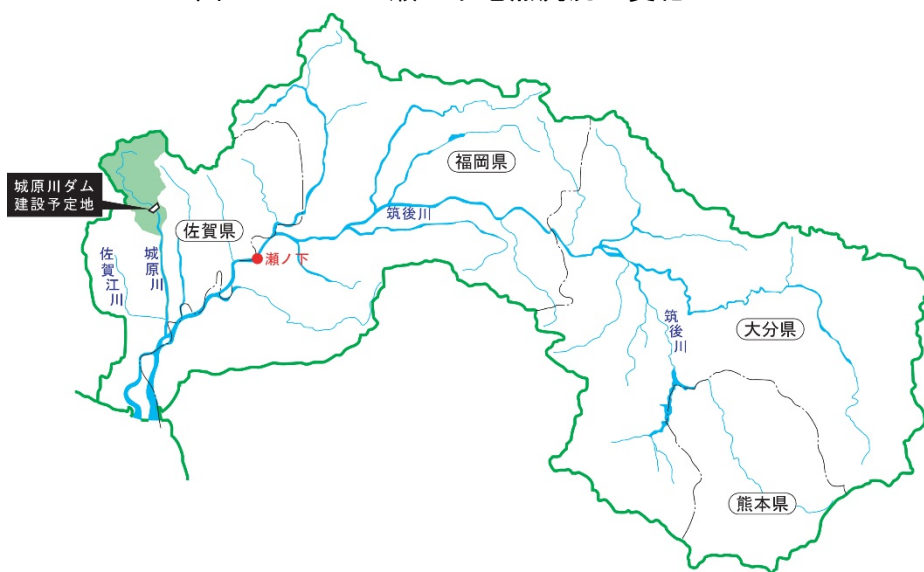 城原川ダム
建設予定地
佐賀県
福岡県
筑後川
瀬ノ下
佐賀江川
城原川
筑後川
大分県
熊本県